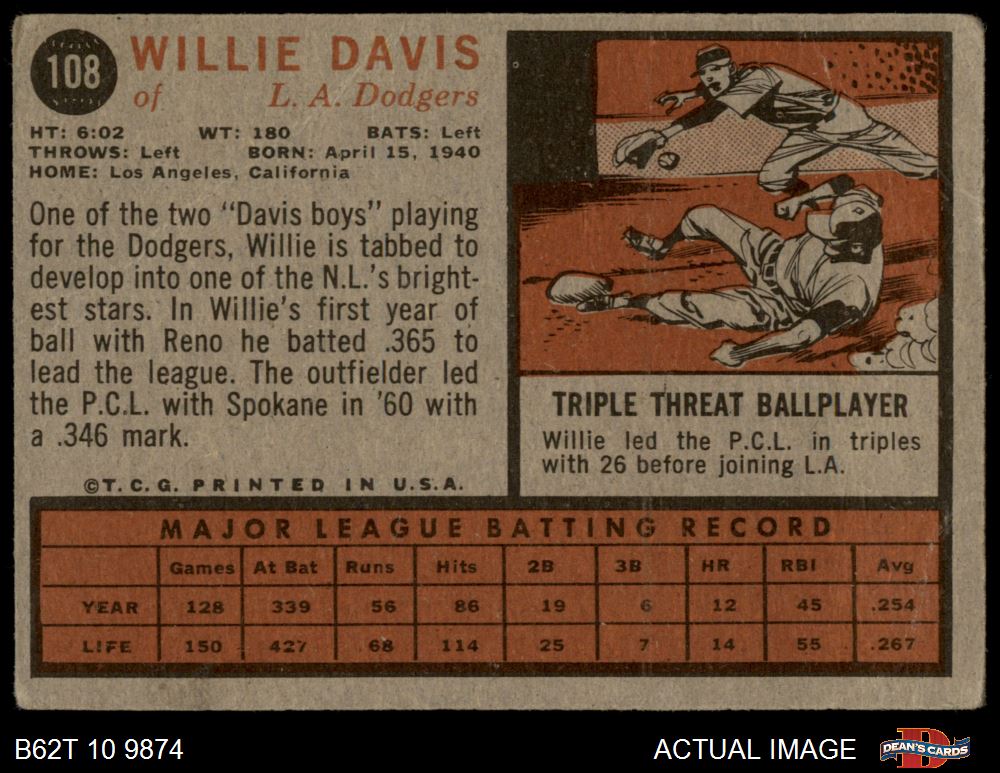 108
WILLIE DAVIS
of L. A. Dodgers
HT: 6:02 WT: 180 BATS: Left
THROWS: Left BORN: April 15, 1940
HOME: Los Angeles, California
One of the two "Davis boys" playing
for the Dodgers, Willie is tabbed to
develop into one of the N.L.'s bright-
est stars. In Willie's first year of
ball with Reno he batted .365 to
lead the league. The outfielder led
the P.C.L. with Spokane in '60 with
a .346 mark.
©T. C. G. PRINTED IN U.S.A.
TRIPLE THREAT BALLPLAYER
Willie led the P.C.L. in triples
with 26 before joining L.A.
MAJOR LEAGUE BATTING RECORD
Games At Bat Runs Hits 2B 3B HR RBI Avg
YEAR 128 339 56 86 19 6 12 45 .254
LIFE 150 427 68 114 25 7 14 55 .267
B62T 10 9874 ACTUAL IMAGE DEAN'S CARDS